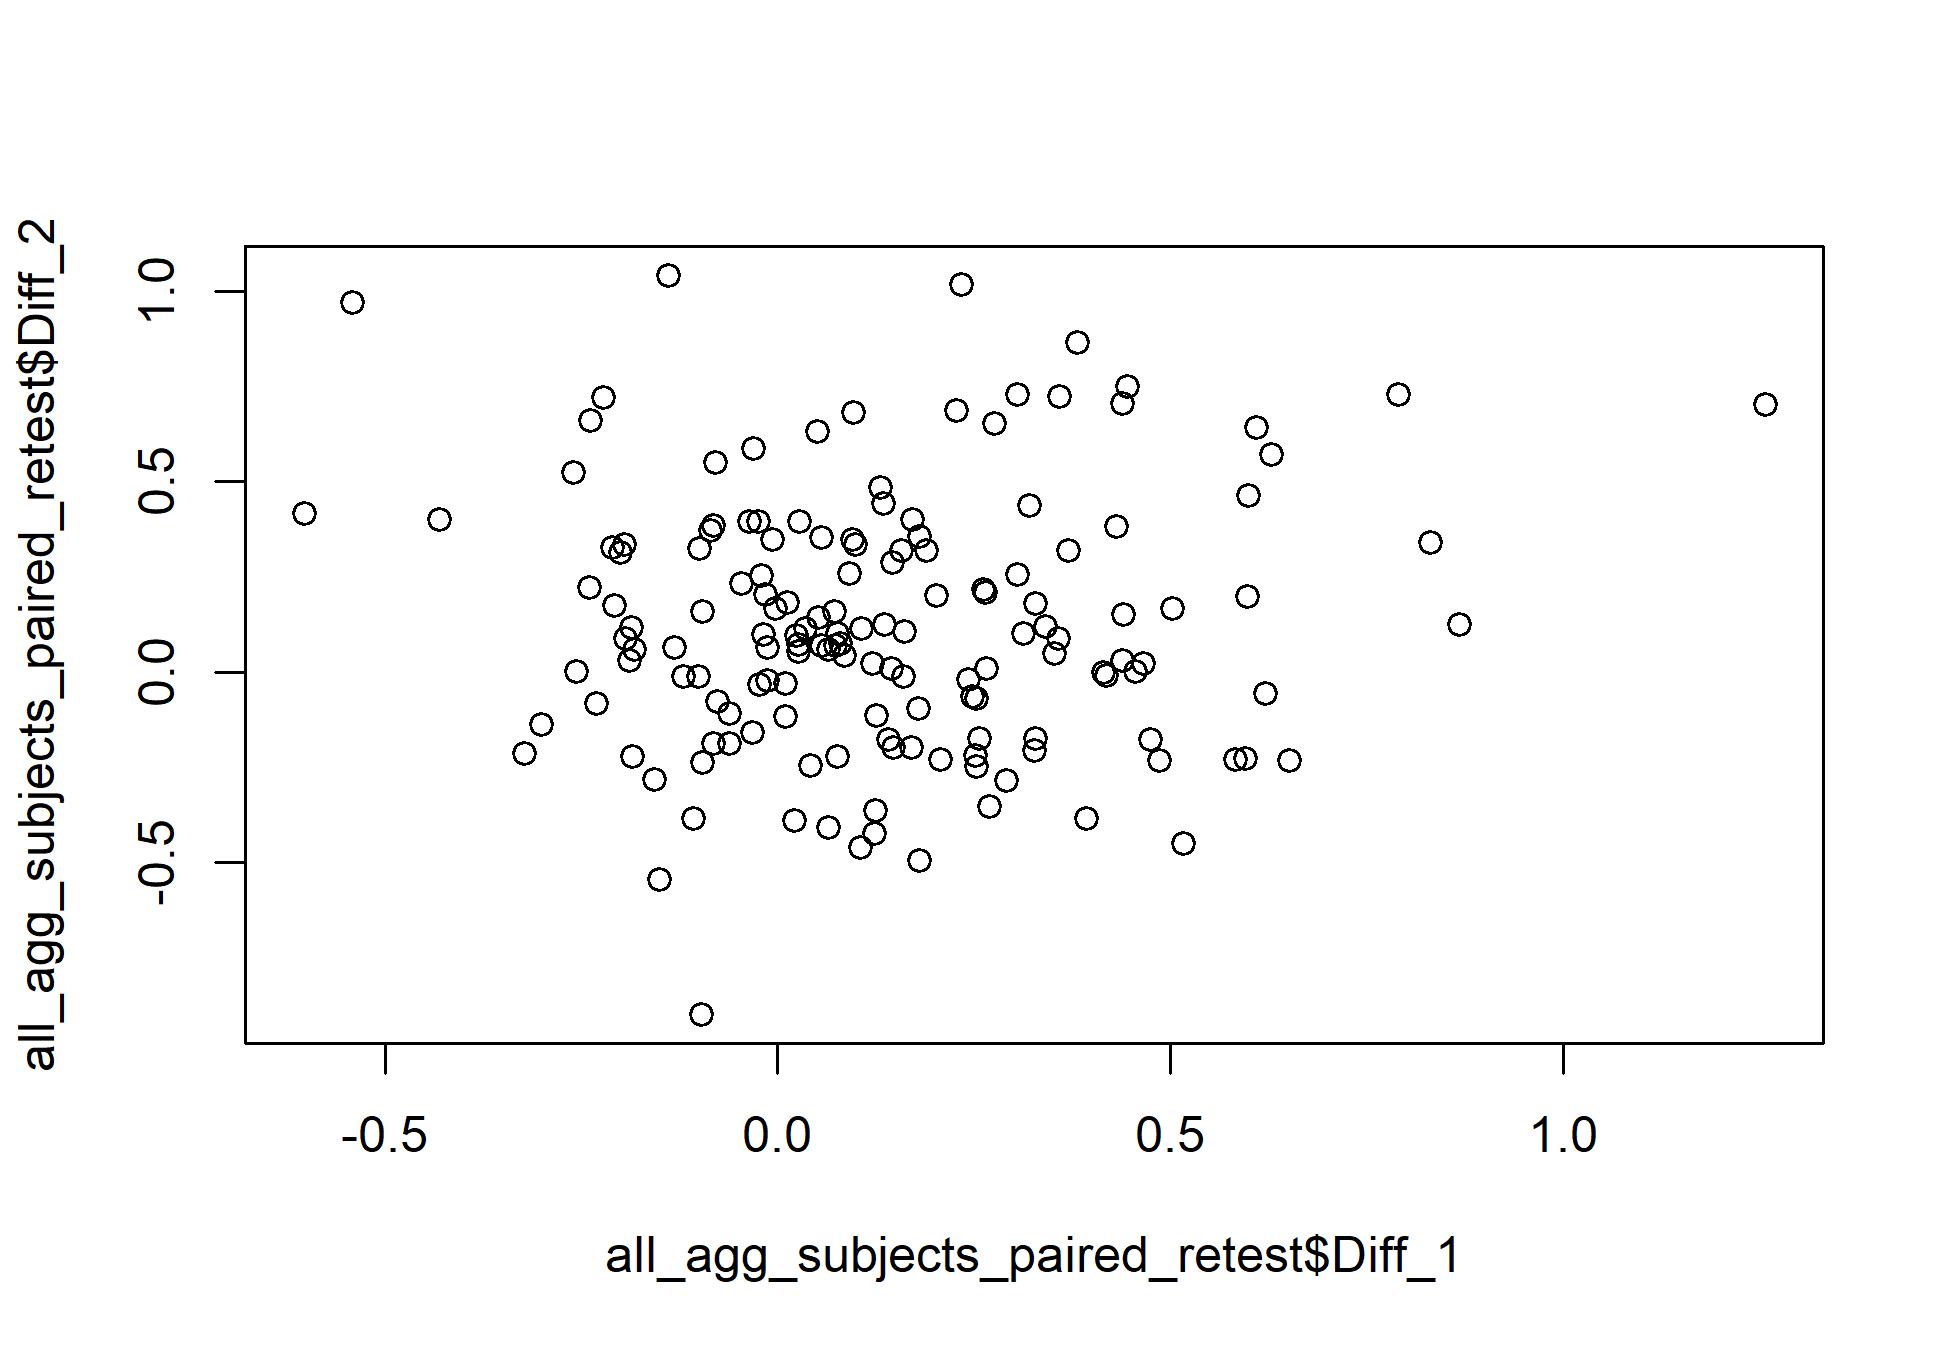 all_agg_subjects_paired_retest$Diff_2
1.0
0.5
0.0
-0.5
-0.5 0.0 0.5 1.0
all_agg_subjects_paired_retest$Diff_1